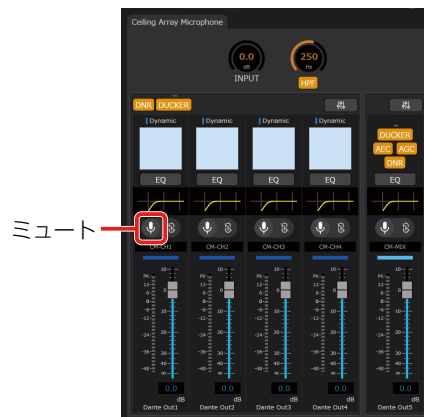 Ceiling Array Microphone
0.0
dB
INPUT
250
Hz
HPF
DNR DUCKER
Dynamic Dynamic Dynamic Dynamic
DUCKER
AEC AGC
DNR
EQ EQ EQ EQ EQ
ミュート
CM-CH1 CM-CH2 CM-CH3 CM-CH4 CM-MIX
0.0 0.0 0.0 0.0 0.0
dB dB dB dB dB
Dante Out1 Dante Out2 Dante Out3 Dante Out4 Dante Out5